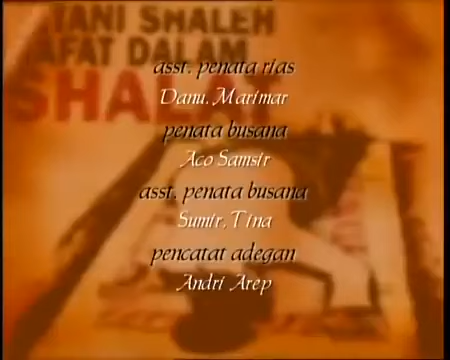 TANI SHALEH
AFAT DALAM
asst. penata rias
Danu. Marimar
penata busana
Aco Samsir
asst. penata busana
Sumir. Tina
pencatat adegan
Andri Arep